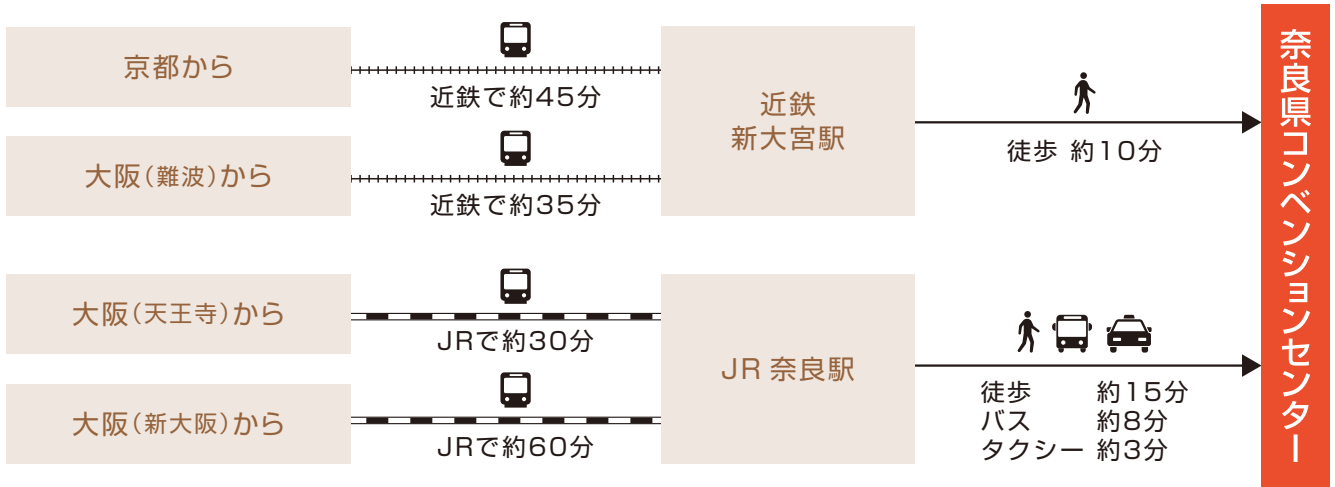 京都から
近鉄で約45分
大阪(難波)から
近鉄で約35分
近鉄
新大宮駅
徒歩 約10分
大阪(天王寺)から
JRで約30分
大阪(新大阪)から
JRで約60分
JR 奈良駅
徒歩 約15分
バス 約8分
タクシー 約3分
奈良県コンベンションセンター